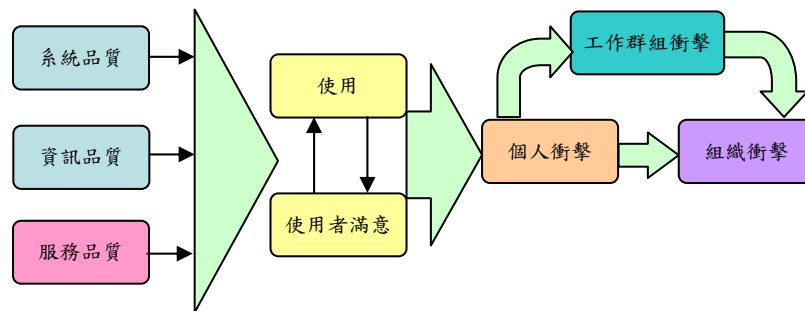 系統品質
資訊品質
服務品質
使用
使用者滿意
個人衝擊
工作群組衝擊
組織衝擊